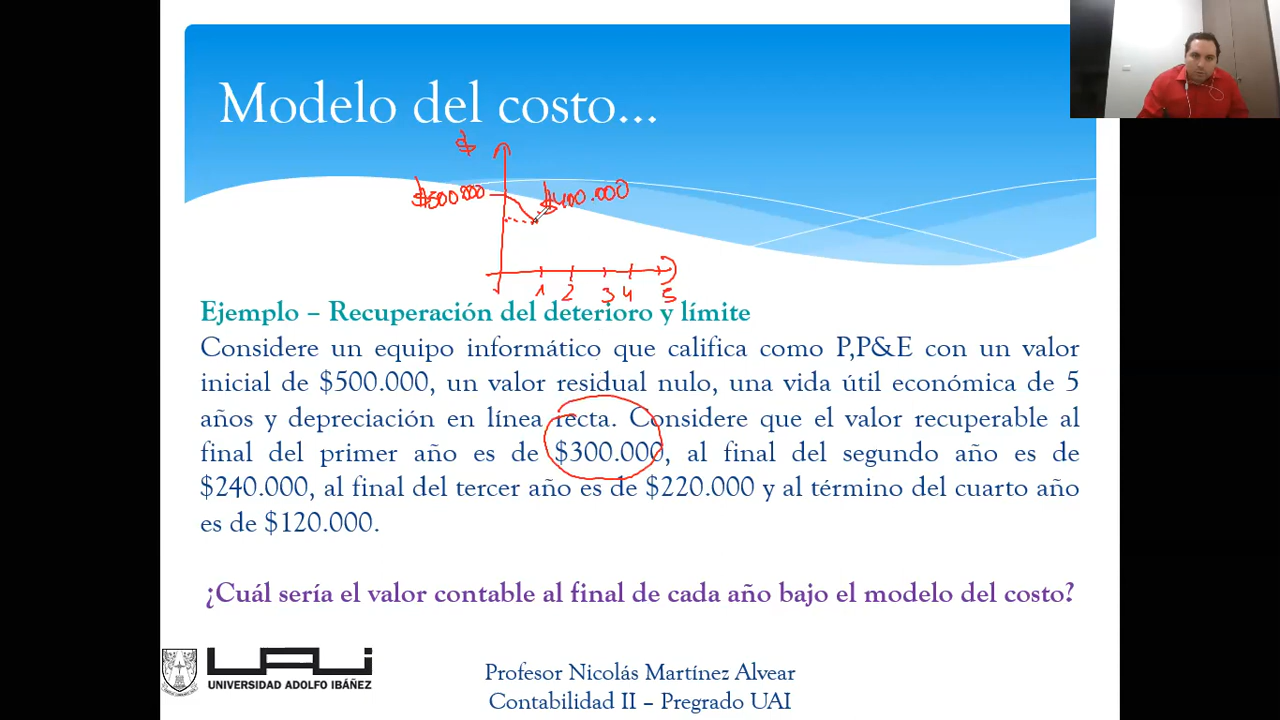 Modelo del costo...
$
$500.000
$400.000
1 2 3 4 5
Ejemplo – Recuperación del deterioro y límite
Considere un equipo informático que califica como P,P&E con un valor
inicial de $500.000, un valor residual nulo, una vida útil económica de 5
años y depreciación en línea recta. Considere que el valor recuperable al
final del primer año es de $300.000, al final del segundo año es de
$240.000, al final del tercer año es de $220.000 y al término del cuarto año
es de $120.000.
¿Cuál sería el valor contable al final de cada año bajo el modelo del costo?
UAI
UNIVERSIDAD ADOLFO IBÁÑEZ
Profesor Nicolás Martínez Alvear
Contabilidad II – Pregrado UAI